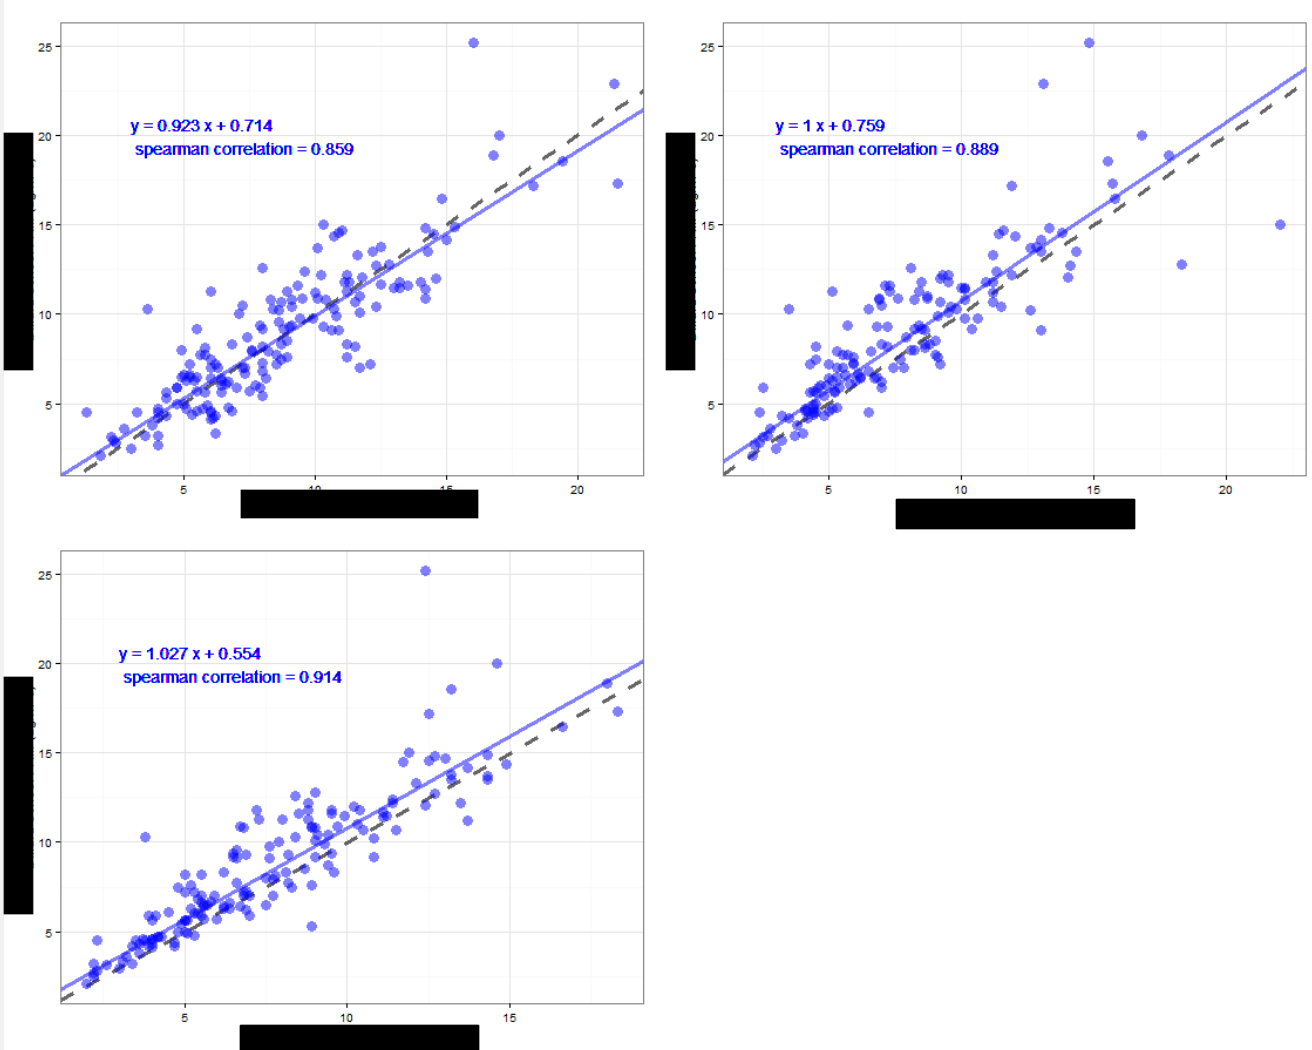 25
20
15
10
5
y = 0.923 x + 0.714
spearman correlation = 0.859
5 10 15 20
25
20
15
10
5
y = 1 x + 0.759
spearman correlation = 0.889
5 10 15 20
25
20
15
10
5
y = 1.027 x + 0.554
spearman correlation = 0.914
5 10 15